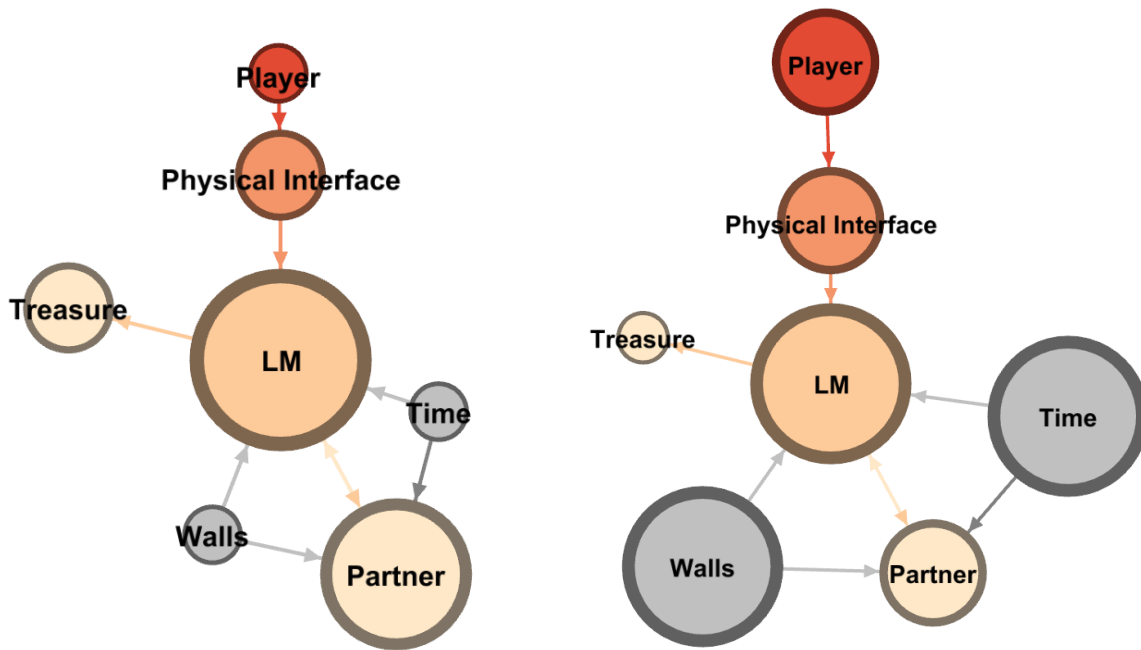 Player
Physical Interface
Treasure
LM
Time
Walls
Partner
Player
Physical Interface
Treasure
LM
Time
Walls
Partner